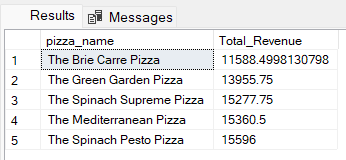 Results Messages
pizza_name Total_Revenue
1 The Brie Carre Pizza 11588.4998130798
2 The Green Garden Pizza 13955.75
3 The Spinach Supreme Pizza 15277.75
4 The Mediterranean Pizza 15360.5
5 The Spinach Pesto Pizza 15596